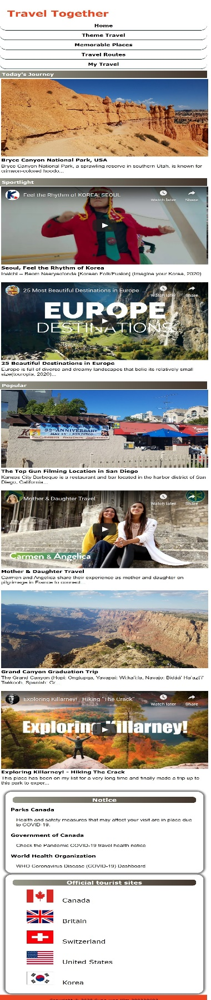 Travel Together
Home
Theme Travel
Memorable Places
Travel Routes
My Travel
Today's Journey
Bryce Canyon National Park, USA
Bryce Canyon National Park, a sprawling reserve in southern Utah, is known for
crimson-colored hoodo...
Sportlight
Feel the Rhythm of KOREA: SEOUL
Watch later
Share
Seoul, Feel the Rhythm of Korea
Inalchi -- Beom Naeryeo'onda [Korean Folk/Fusion] (Imagine your Korea, 2020)
25 Most Beautiful Destinations in Europe ...
Watch later
Share
EUROPE
DESTINATIONS
25 Beautiful Destinations in Europe
Europe is full of diverse and dreamy landscapes that belie its relatively small
size(touropia, 2020)...
Popular
33rd ANNIVERSARY
MAY 15
SAN DIEGO
The Top Gun Filming Location in San Diego
Kansas City Barbeque is a restaurant and bar located in the harbor district of San
Diego, California...
Mother & Daughter Travel
Watch later
Share
Carmen & Angelica
Mother & Daughter Travel
Carmen and Angelica share their experience as mother and daughter on
pilgrimage in France to connect...
Grand Canyon Graduation Trip
The Grand Canyon (Hopi: Ongtupqa, Yavapai: Wi:kaʼi:la, Navajo: Bidááʼ Haʼaztʼiʼ
Tsékooh, Spanish: Gr...
Exploring Killarney! - Hiking "The Crack"
Watch later
Share
Exploring Killarney!
Exploring Killarney! – Hiking The Crack
This place has been on my list for a very long time and finally made a trip up to
this park to exper...
Notice
Parks Canada
Health and safety measures that may affect your visit are in place due
to COVID-19.
Government of Canada
Check the Pandemic COVID-19 travel health notice
World Health Organization
WHO Coronavirus Disease (COVID-19) Dashboard
Official tourist sites
Canada
Britain
Switzerland
United States
Korea